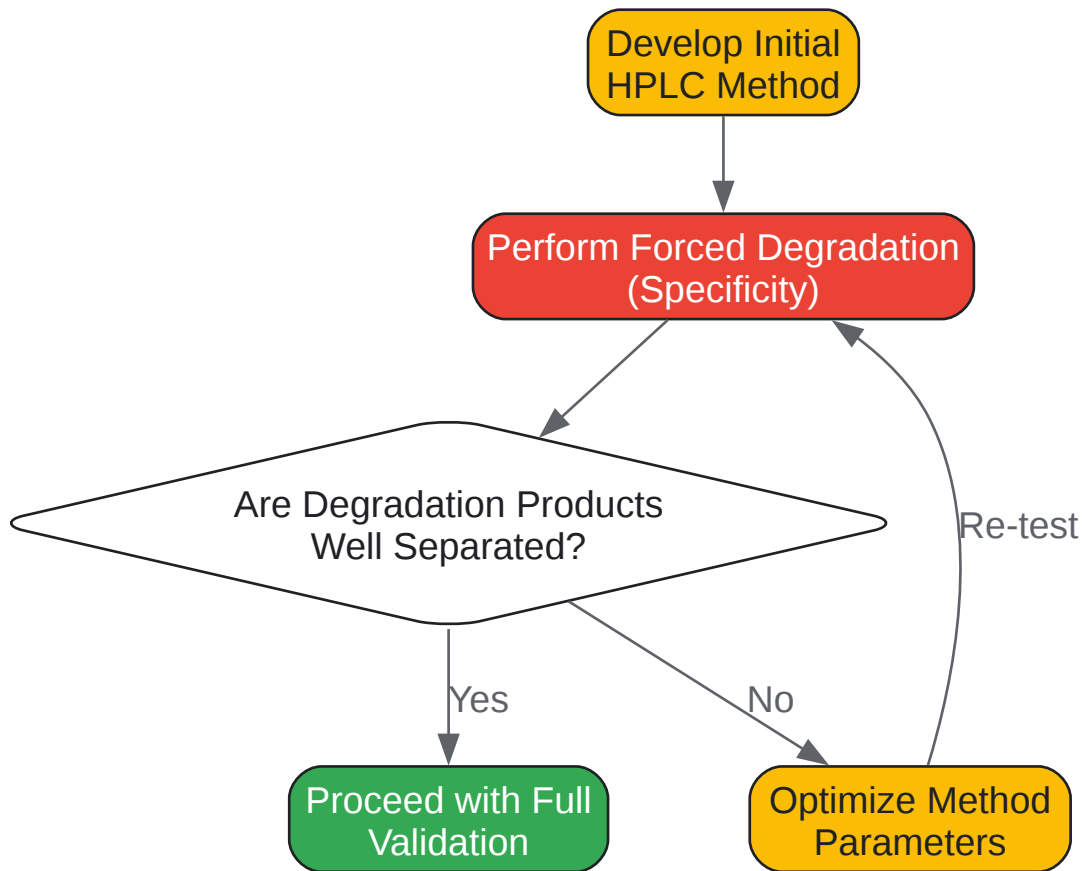 Develop Initial
HPLC Method
Perform Forced Degradation
(Specificity)
Are Degradation Products
Well Separated?
Re-test
Yes
No
Proceed with Full
Validation
Optimize Method
Parameters